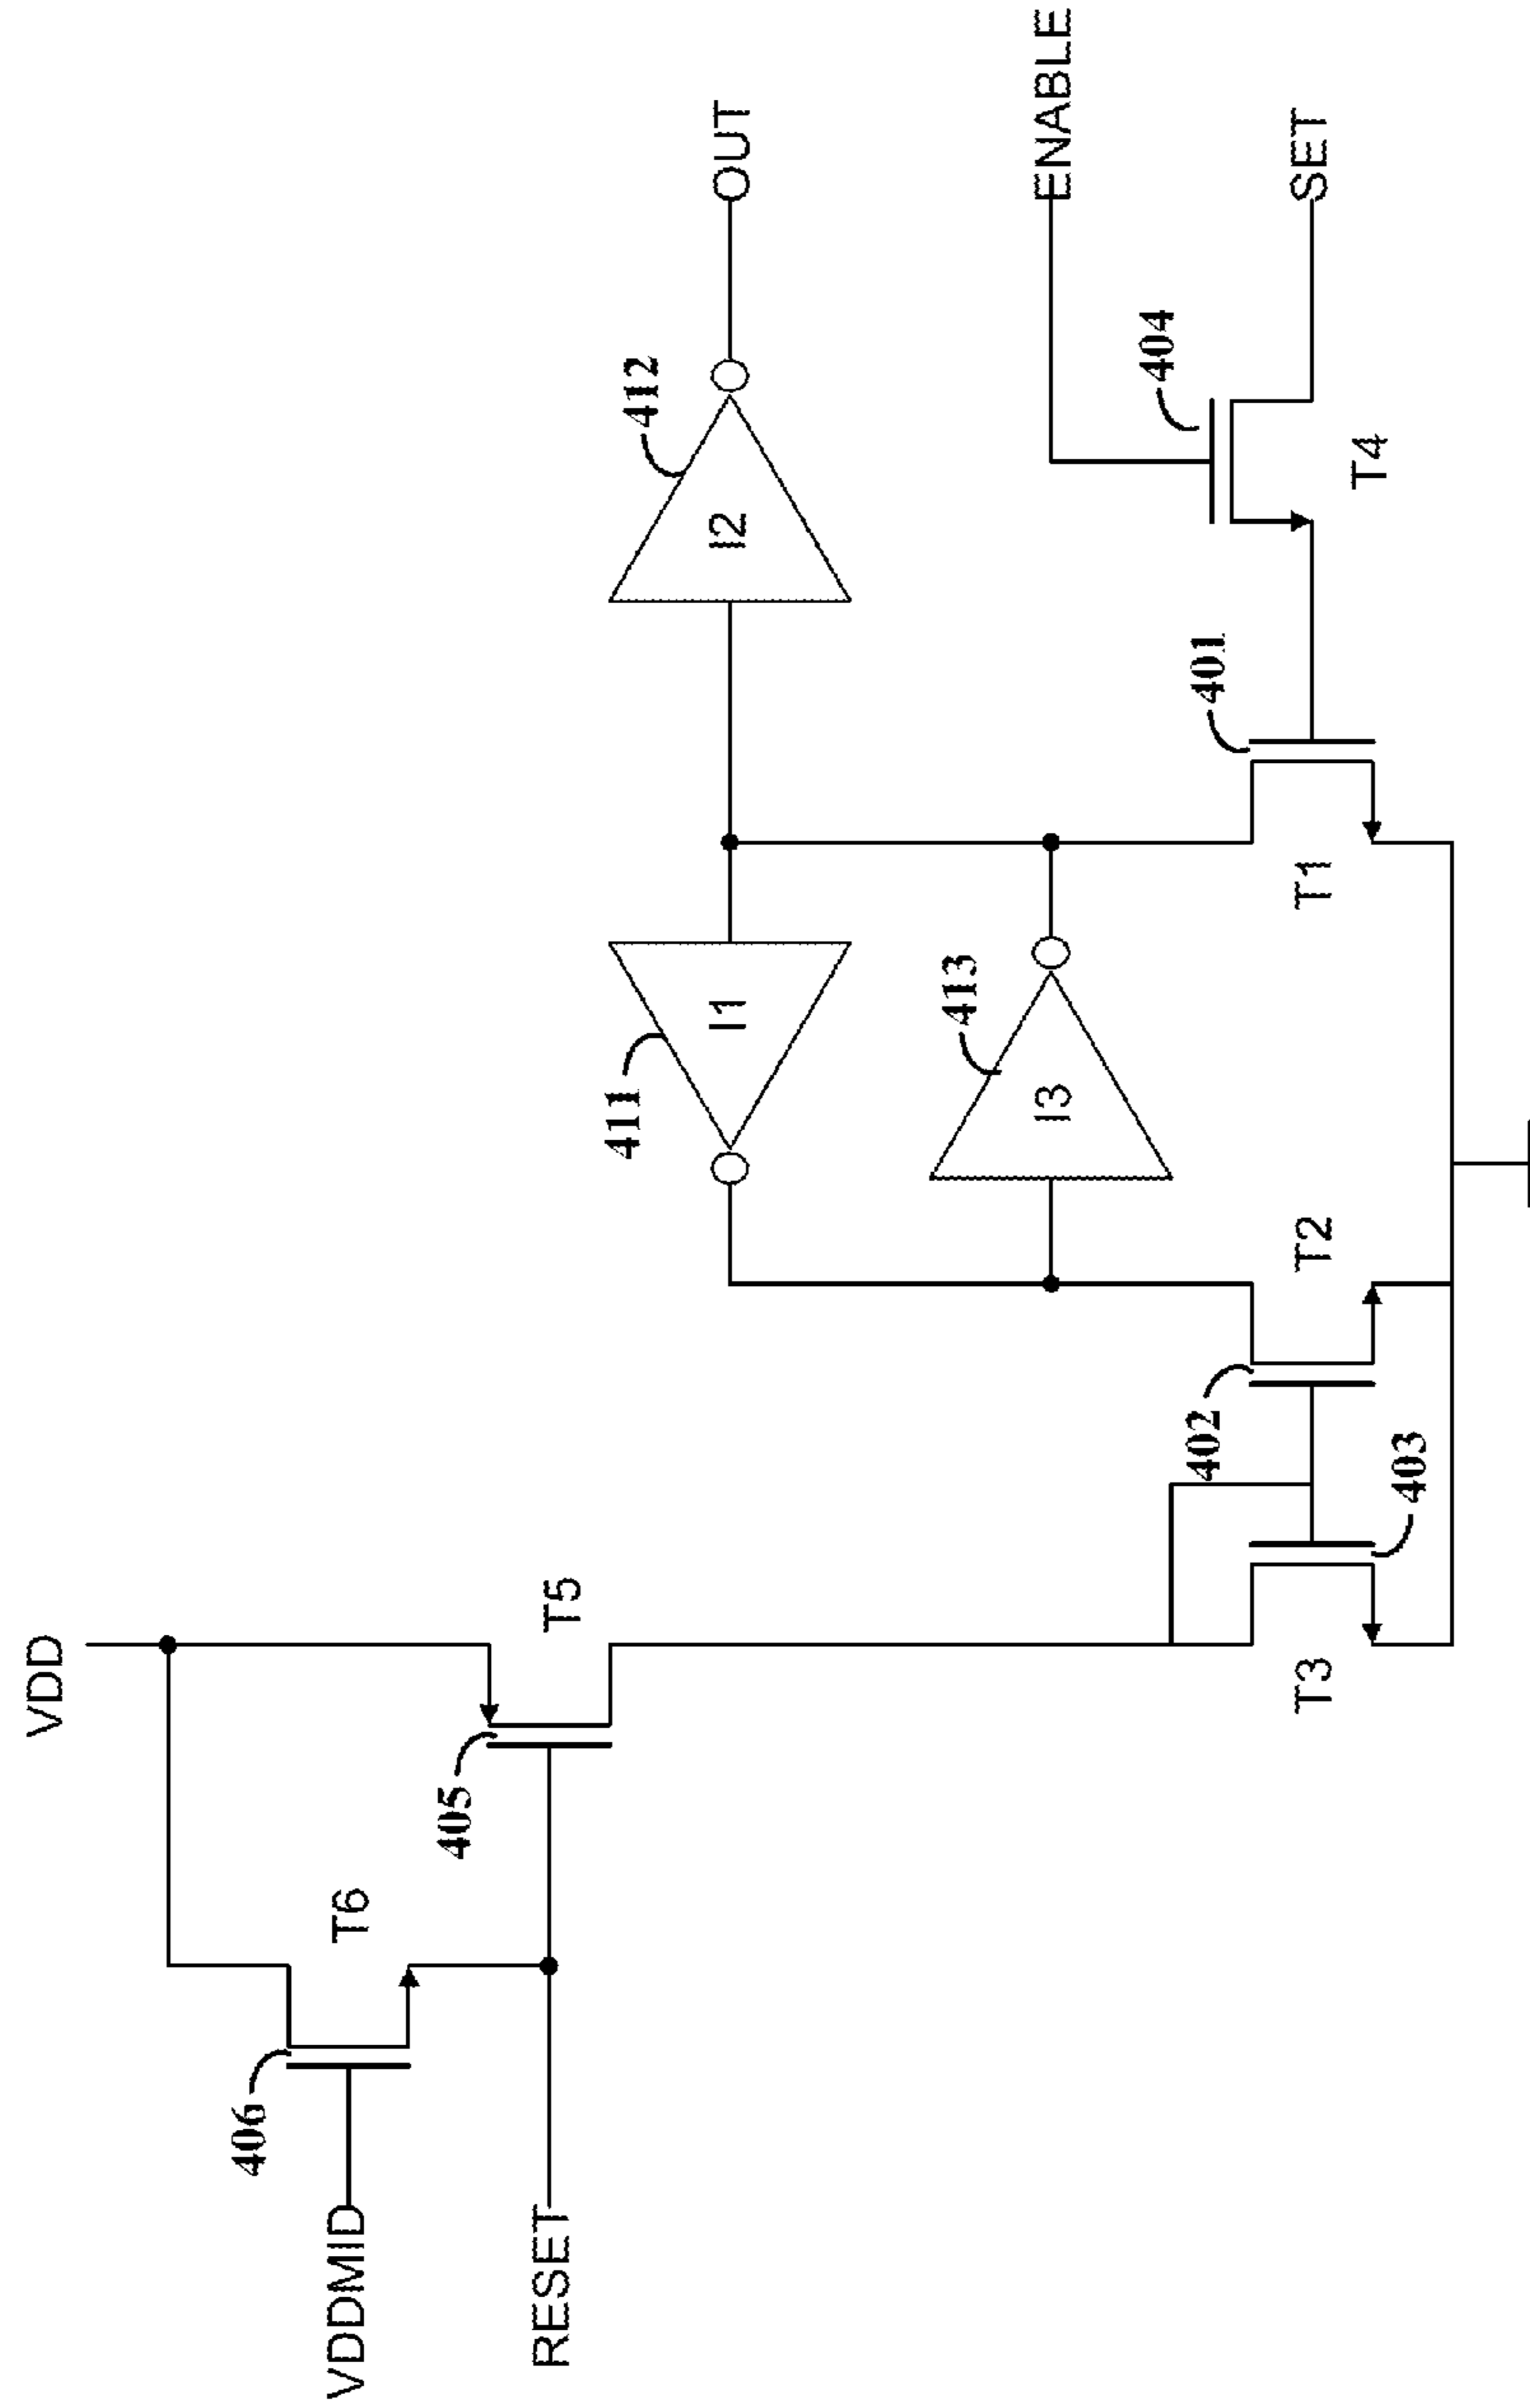 VDD
VDDMID
406
T6
RESET
405
T5
T3
403
402
T2
411
I1
413
I3
412
I2
OUT
T1
401
404
T4
ENABLE
SET